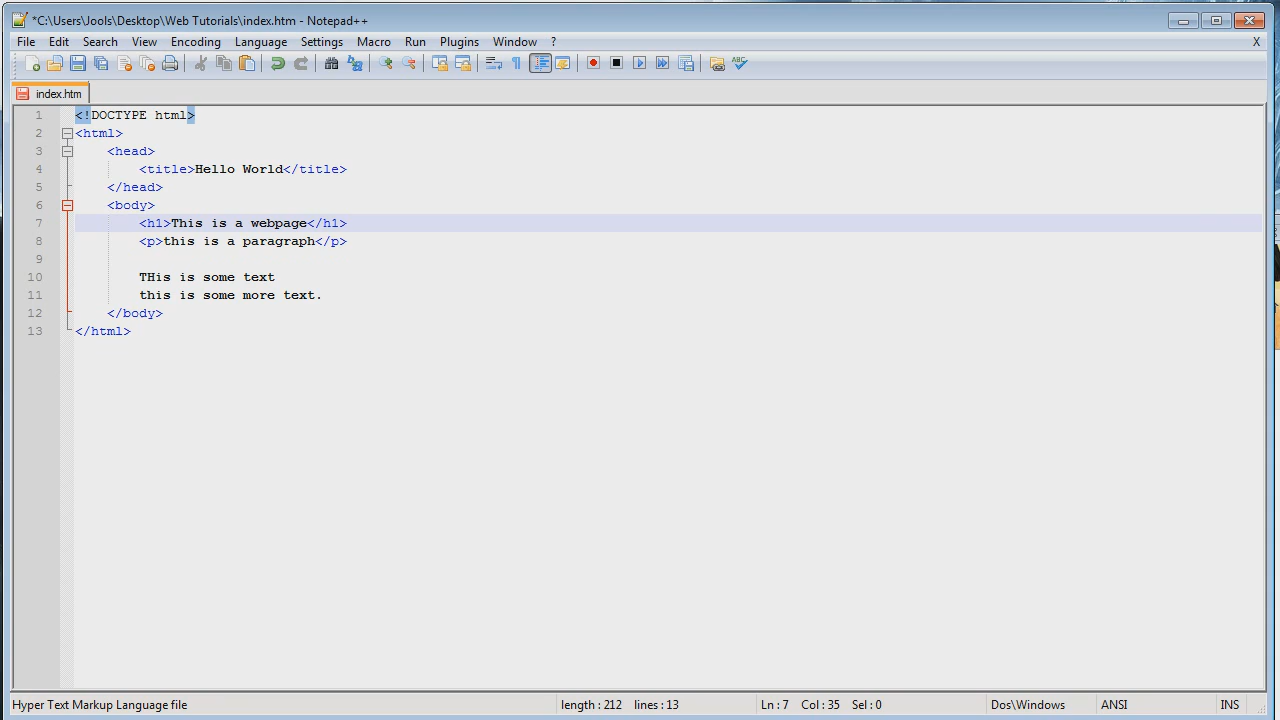 *C:\Users\Jools\Desktop\Web Tutorials\index.htm - Notepad++
File Edit Search View Encoding Language Settings Macro Run Plugins Window ? X
index.htm
1 <!DOCTYPE html>
2 <html>
3 <head>
4 <title>Hello World</title>
5 </head>
6 <body>
7 <h1>This is a webpage</h1>
8 <p>this is a paragraph</p>
9
10 THis is some text
11 this is some more text.
12 </body>
13 </html>
Hyper Text Markup Language file length : 212 lines : 13 Ln : 7 Col : 35 Sel : 0 Dos\Windows ANSI INS